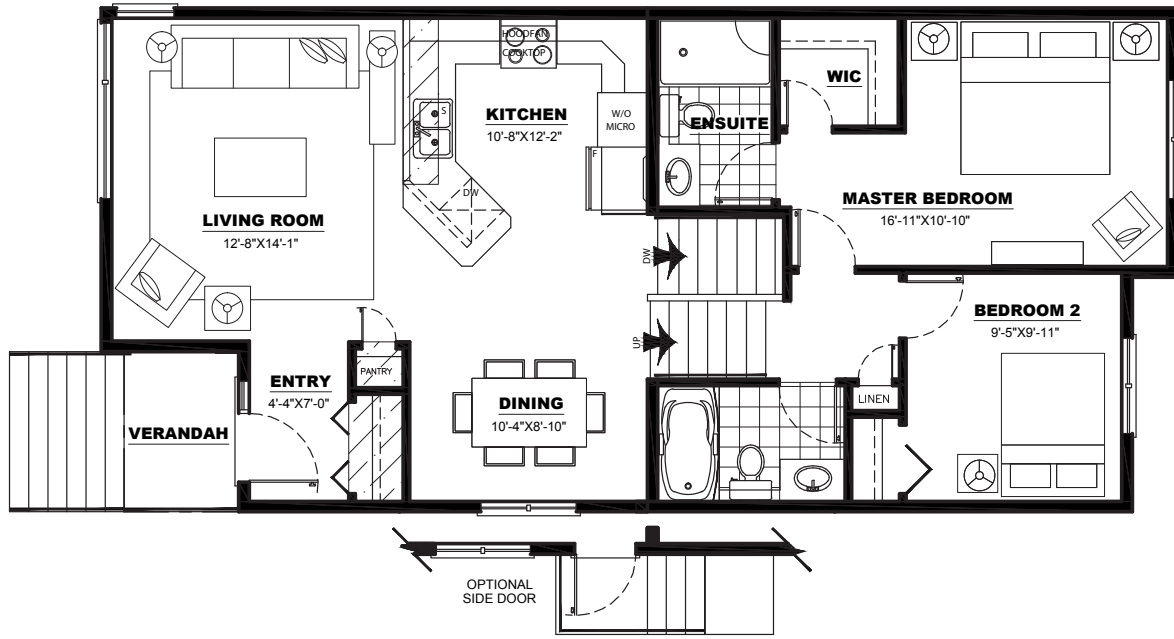 HOODFAN
COOKTOP
S
KITCHEN
10'-8"X12'-2"
W/O
MICRO
F
DW
ENSUITE
WIC
MASTER BEDROOM
16'-11"X10'-10"
LIVING ROOM
12'-8"X14'-1"
DW
UP
BEDROOM 2
9'-5"X9'-11"
PANTRY
ENTRY
4'-4"X7'-0"
VERANDAH
DINING
10'-4"X8'-10"
LINEN
OPTIONAL
SIDE DOOR